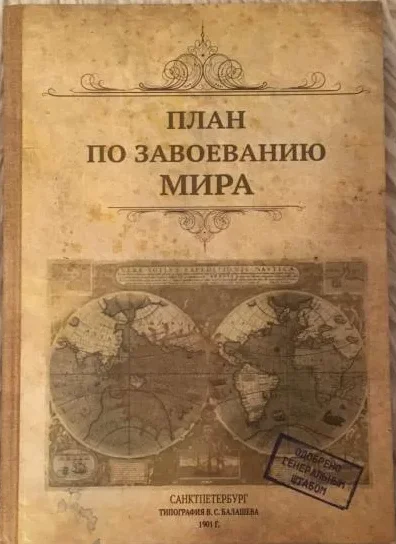 ПЛАН
ПО ЗАВОЕВАНИЮ
МИРА
ОДОБРЕНО
ГЕНЕРАЛЬНЫМ
ШТАБОМ
САНКТПЕТЕРБУРГ
ТИПОГРАФИЯ В. С. БАЛАШЕВА
1901 Г.